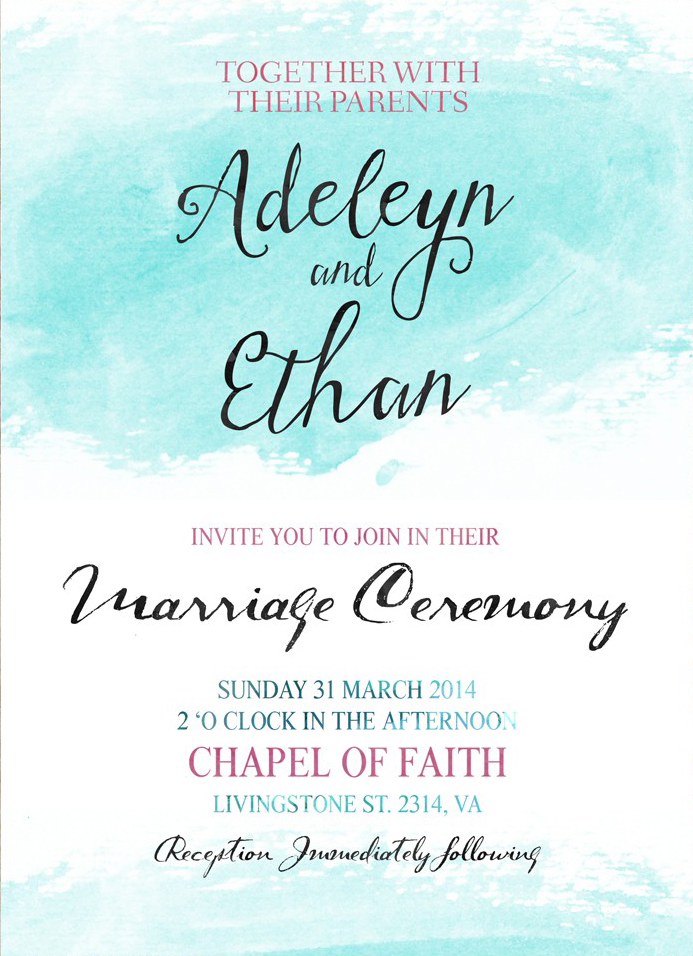 TOGETHER WITH
THEIR PARENTS
Adeleyn
and
Ethan
INVITE YOU TO JOIN IN THEIR
Marriage Ceremony
SUNDAY 31 MARCH 2014
2 ‘O CLOCK IN THE AFTERNOON
CHAPEL OF FAITH
LIVINGSTONE ST. 2314, VA
Reception Immediately following